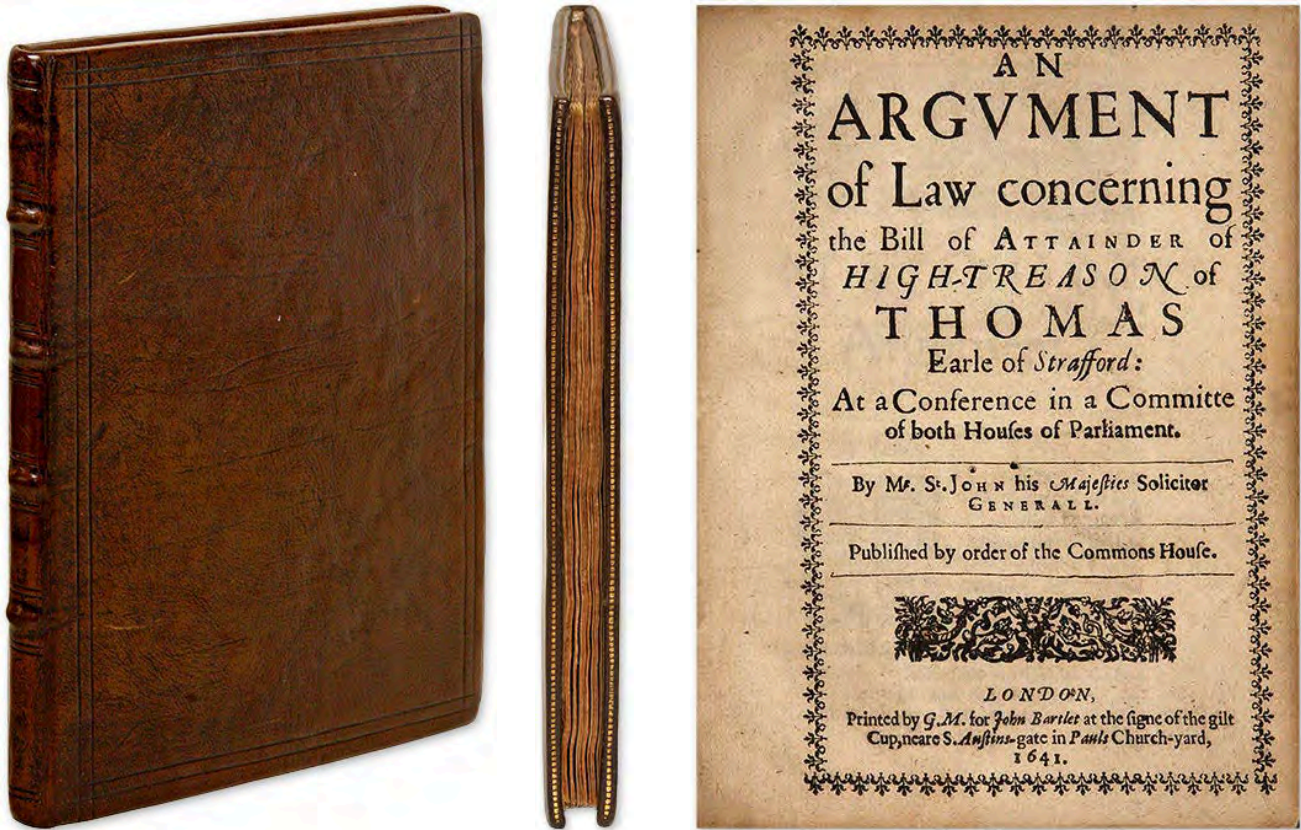 AN
ARGVMENT
of Law concerning
the Bill of ATTAINDER of
HIGH-TREASON of
THOMAS
Earle of Strafford:
At a Conference in a Committe
of both Houſes of Parliament.
By Mr. St. JOHN his Majeſties Solicitor
GENERALL.
Publiſhed by order of the Commons Houſe.
LONDON,
Printed by G.M. for John Bartlet at the ſigne of the gilt
Cup, neare S. Auſtins-gate in Pauls Church-yard,
1641.